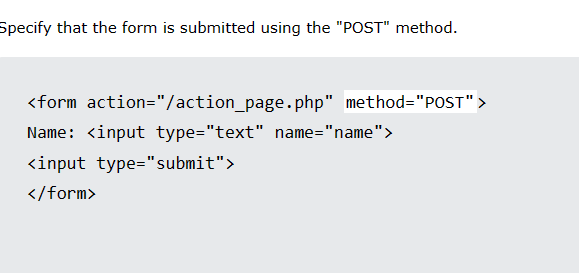 Specify that the form is submitted using the "POST" method.
<form action="/action_page.php" method="POST">
Name: <input type="text" name="name">
<input type="submit">
</form>